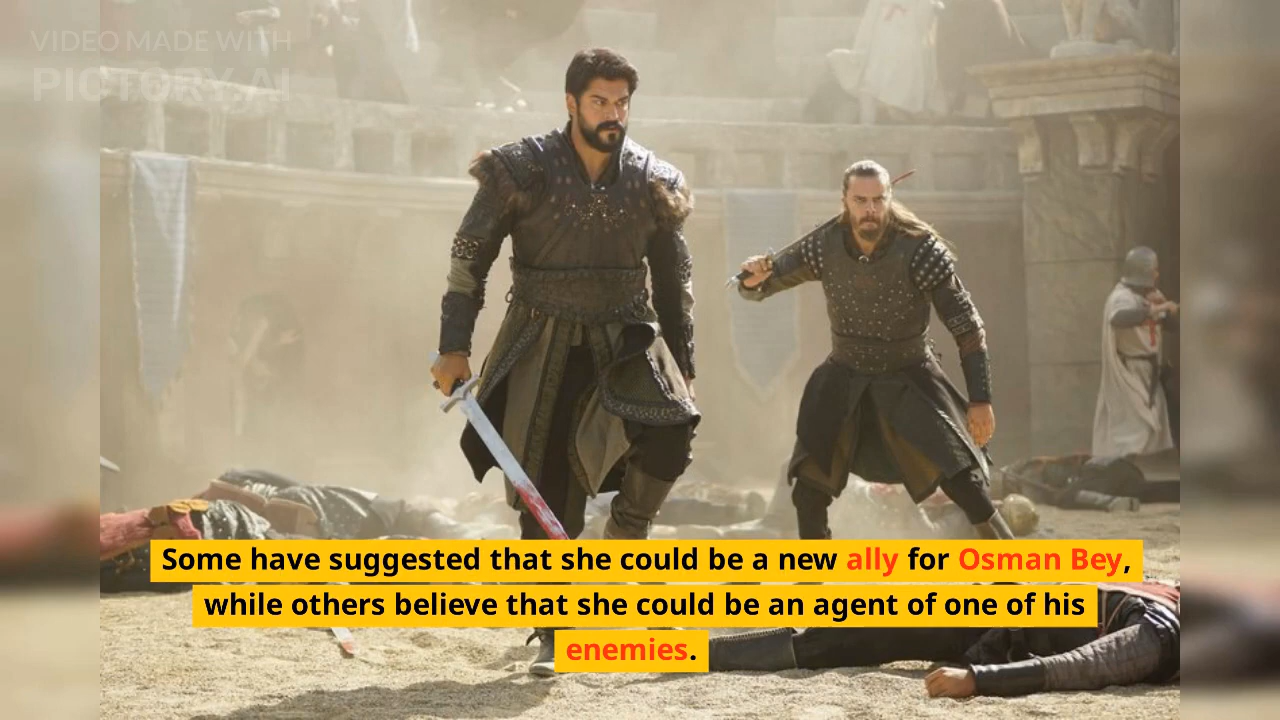 VIDEO MADE WITH
PICTORY.AI
Some have suggested that she could be a new ally for Osman Bey,
while others believe that she could be an agent of one of his
enemies.